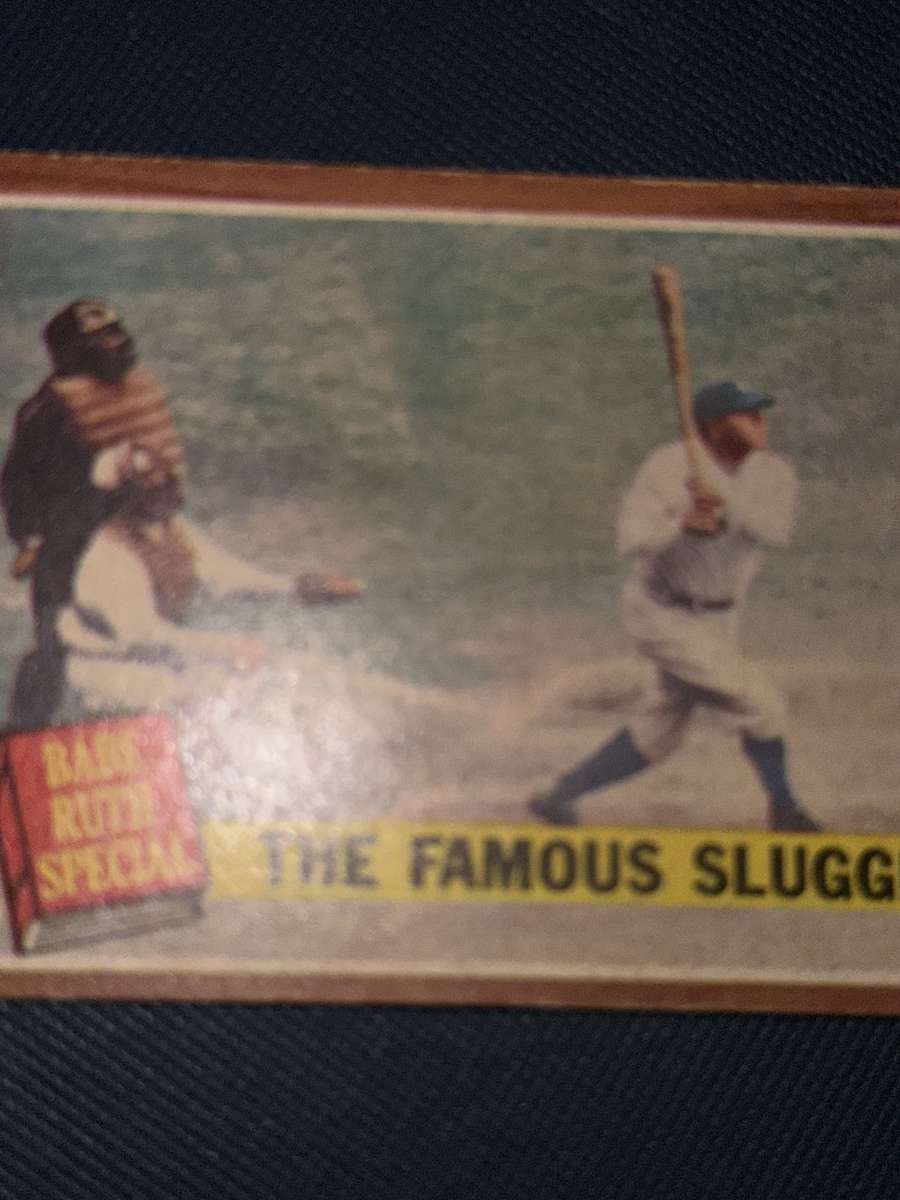 BABE
RUTH
SPECIAL
THE FAMOUS SLUGG